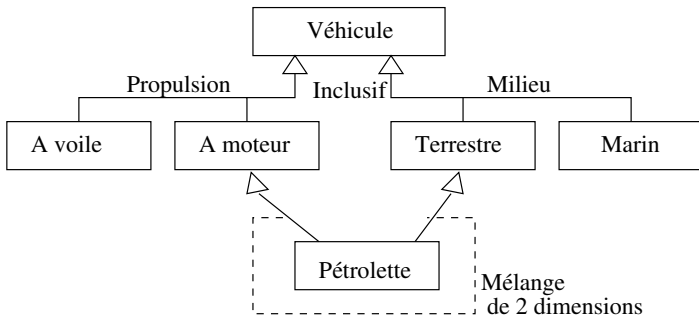 Véhicule
Propulsion
Inclusif
Milieu
A voile
A moteur
Terrestre
Marin
Pétrolette
Mélange
de 2 dimensions